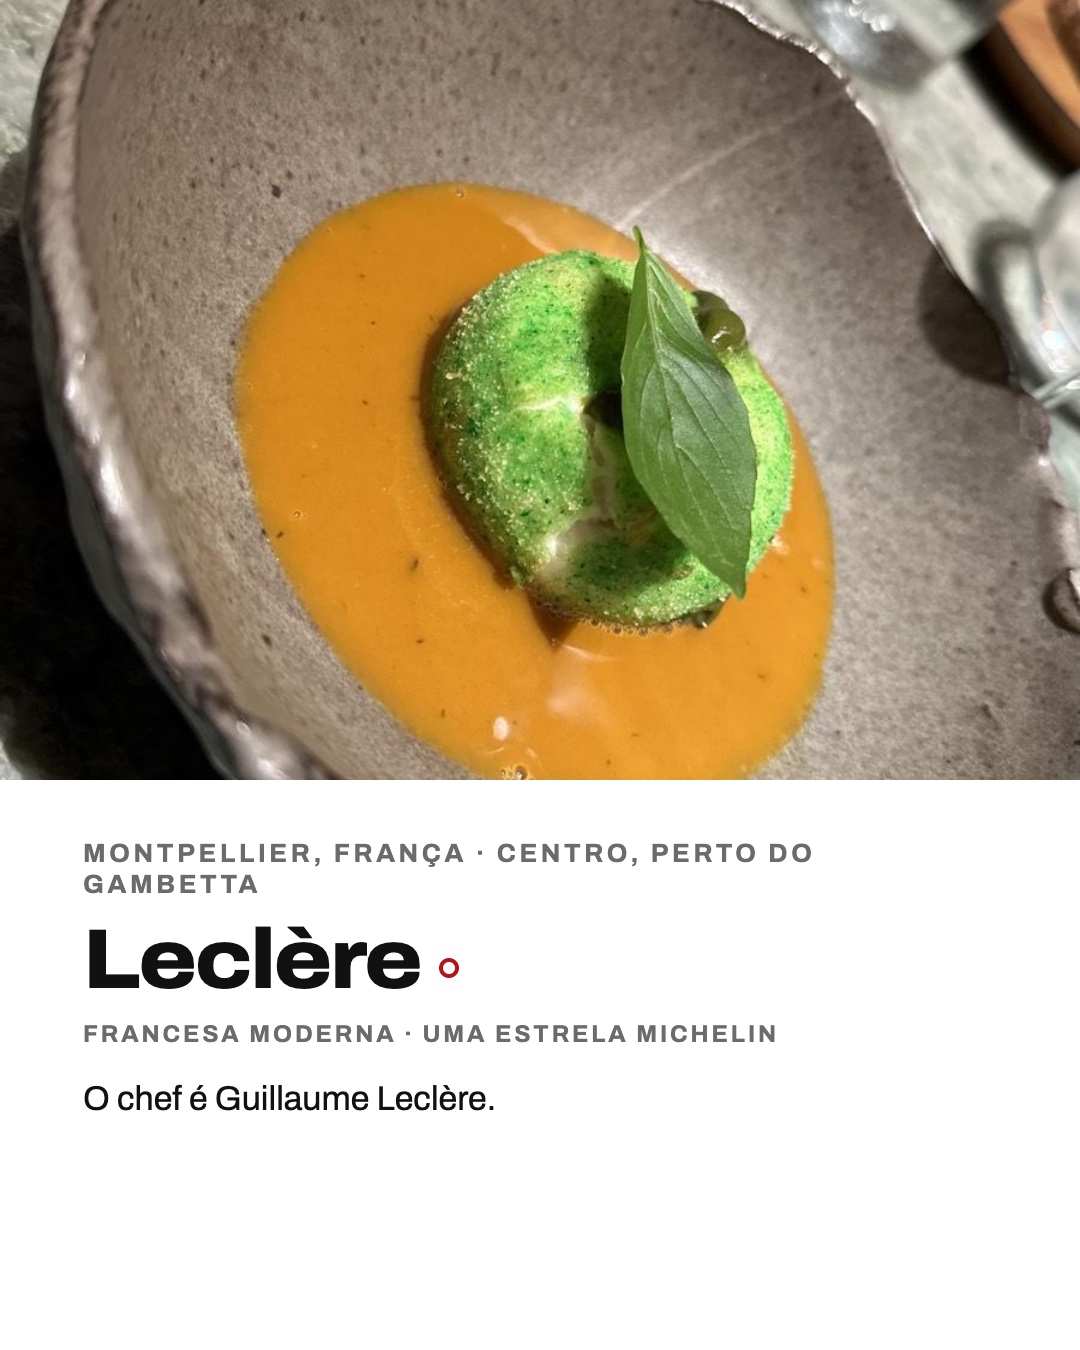 MONTPELLIER, FRANÇA · CENTRO, PERTO DO
GAMBETTA
Leclère
FRANCESA MODERNA · UMA ESTRELA MICHELIN
O chef é Guillaume Leclère.